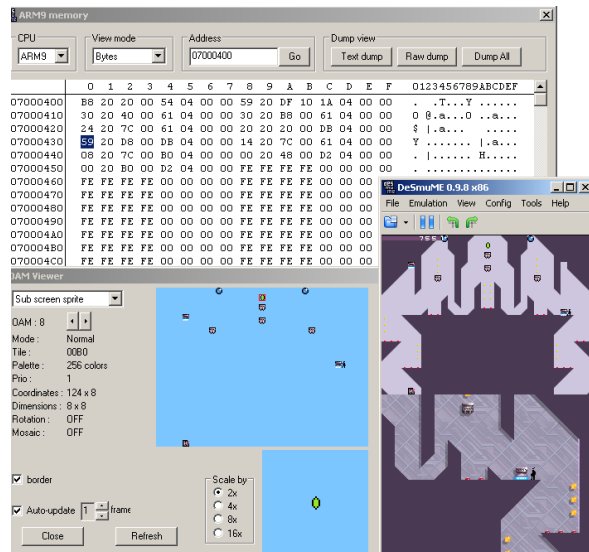 ARM9 memory
CPU
View mode
Address
Dump view
ARM9
Bytes
07000400
Go
Text dump
Raw dump
Dump All
0 1 2 3 4 5 6 7 8 9 A B C D E F 0123456789ABCDEF
07000400 B8 20 20 00 54 04 00 00 59 20 DF 10 1A 04 00 00 . .T...Y ......
07000410 30 20 40 00 61 04 00 00 30 20 B8 00 61 04 00 00 0 @.a...0 ..a...
07000420 24 20 7C 00 61 04 00 00 20 20 20 00 DB 04 00 00 $ |.a... .....
07000430 59 20 D8 00 DB 04 00 00 14 20 7C 00 61 04 00 00 Y ...... |.a...
07000440 08 20 7C 00 B0 04 00 00 00 20 48 00 D2 04 00 00 . |...... H.....
07000450 00 20 B0 00 D2 04 00 00 FE FE FE FE 00 00 00 00 . ..............
07000460 FE FE FE FE 00 00 00 00 FE FE FE FE 00 00 00 00
07000470 FE FE FE FE 00 00 00 00 FE FE FE FE 00 00 00 00
07000480 FE FE FE FE 00 00 00 00 FE FE FE FE 00 00 00 00
07000490 FE FE FE FE 00 00 00 00 FE FE FE FE 00 00 00 00
070004A0 FE FE FE FE 00 00 00 00 FE FE FE FE 00 00 00 00
070004B0 FE FE FE FE 00 00 00 00 FE FE FE FE 00 00 00 00
070004C0 FE FE FE FE 00 00 00 00 FE FE FE FE 00 00 00 00
DeSmuME 0.9.8 x86
File Emulation View Config Tools Help
OAM Viewer
Sub screen sprite
OAM : 8
Mode : Normal
Tile : 00B0
Palette : 256 colors
Prio : 1
Coordinates : 124 x 8
Dimensions : 8 x 8
Rotation : OFF
Mosaic : OFF
border
Auto-update 1 frame
Close
Refresh
Scale by
2x
4x
8x
16x